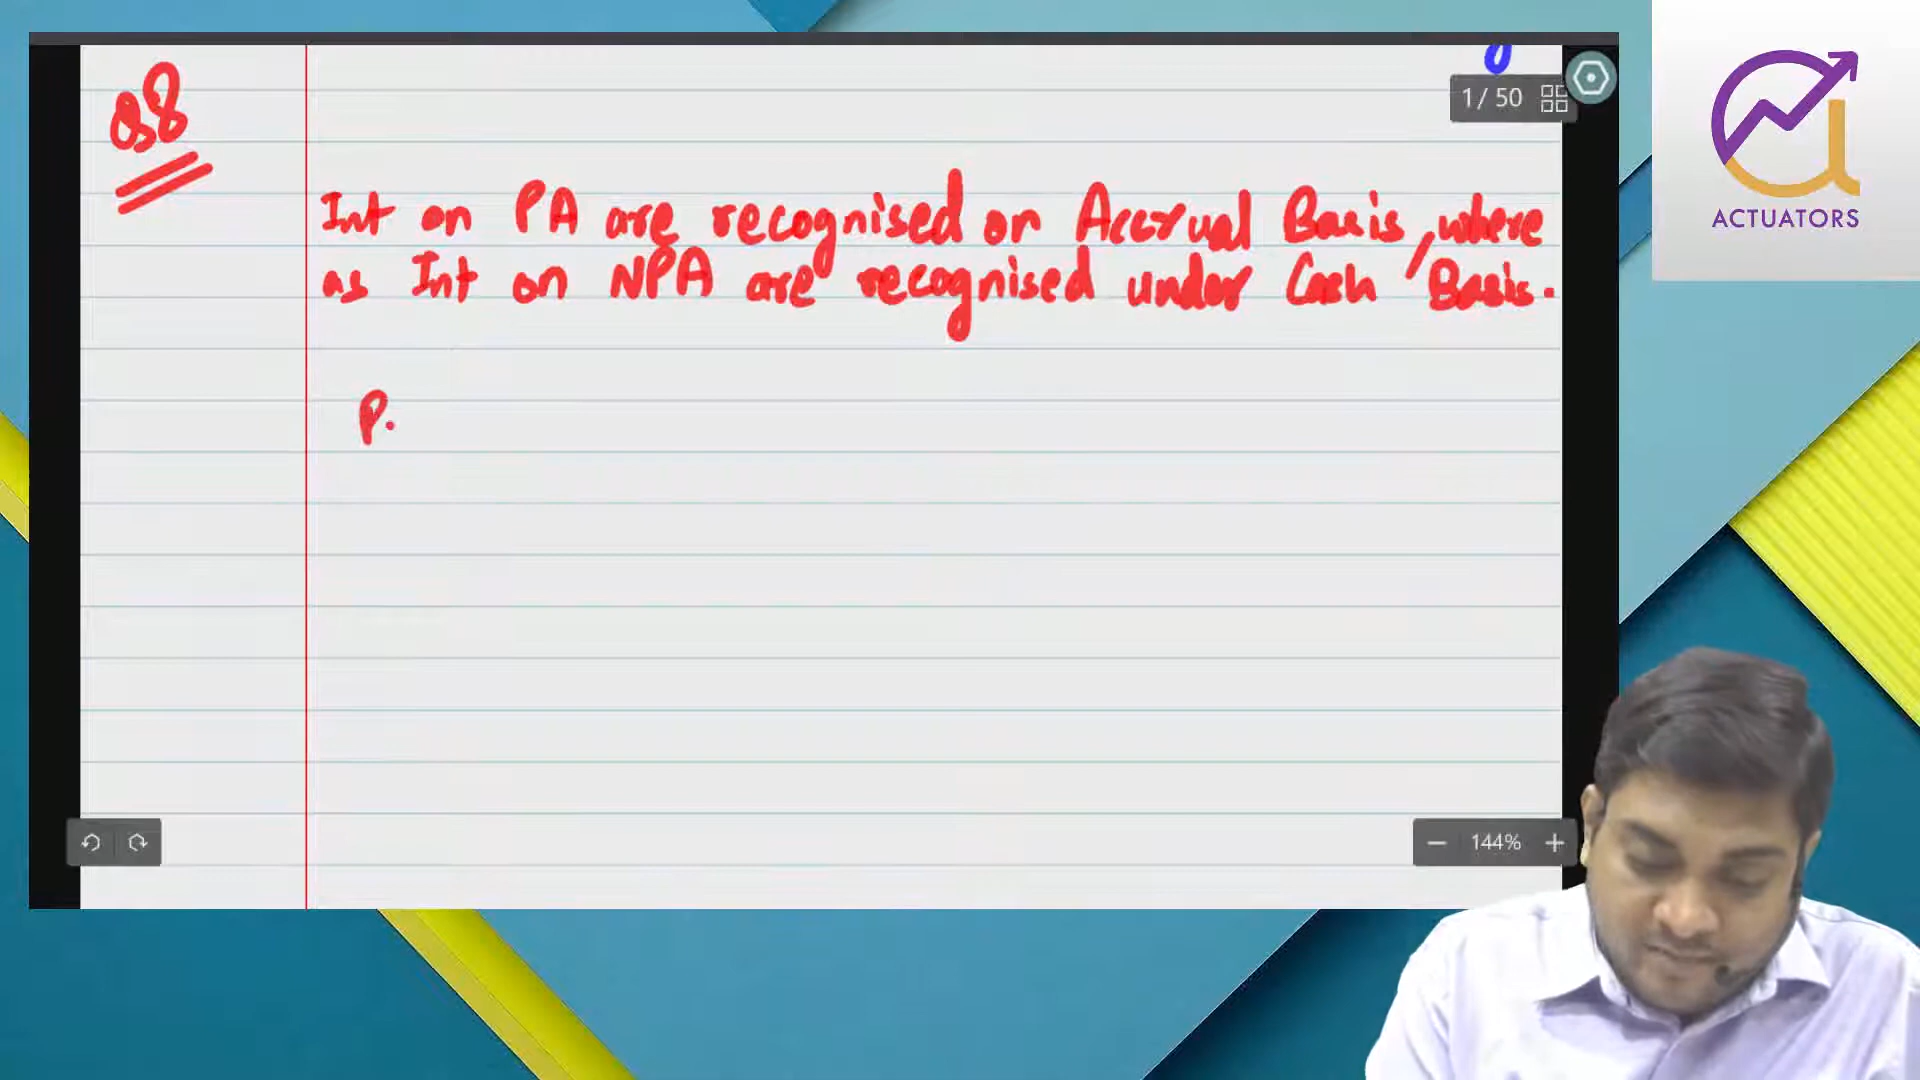 Q8
1 / 50
Int on PA are recognised on Accrual Basis, where
as Int on NPA are recognised under Cash Basis.
P.
144%
ACTUATORS